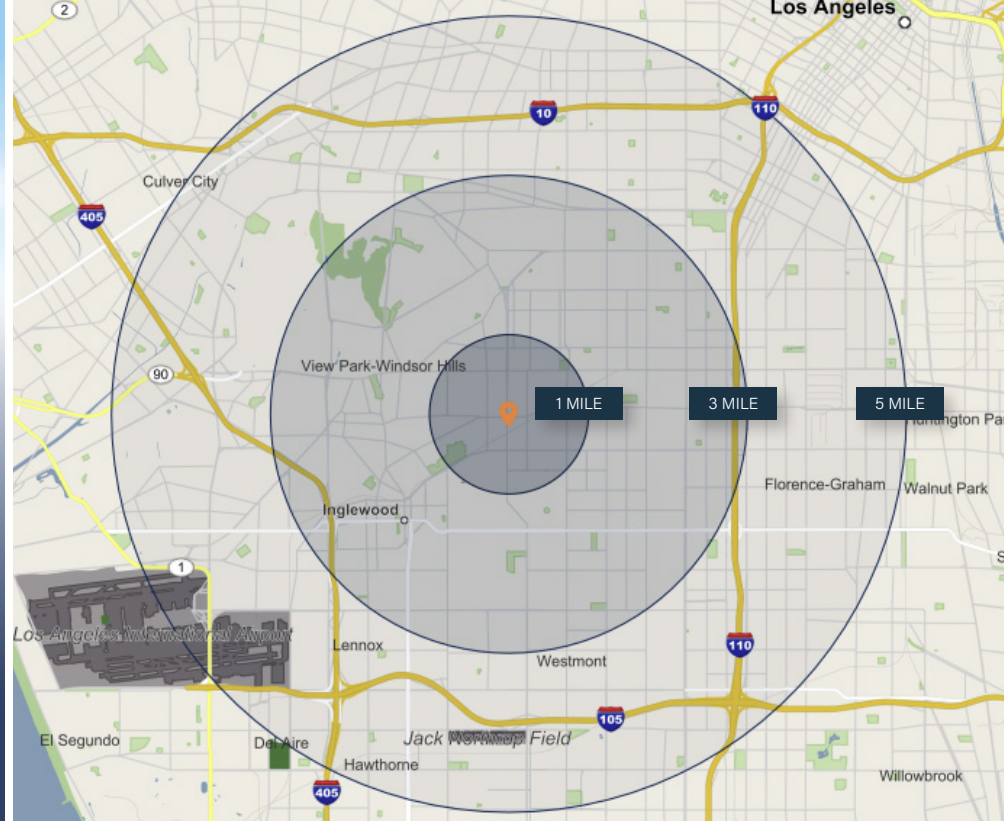 2
Los Angeles
10
110
Culver City
405
View Park-Windsor Hills
90
1 MILE
3 MILE
5 MILE
Huntington Pa
Florence-Graham
Walnut Park
Inglewood
S
1
Los Angeles International Airport
Lennox
110
Westmont
105
El Segundo
Del Aire
Jack Northrop Field
Hawthorne
Willowbrook
405